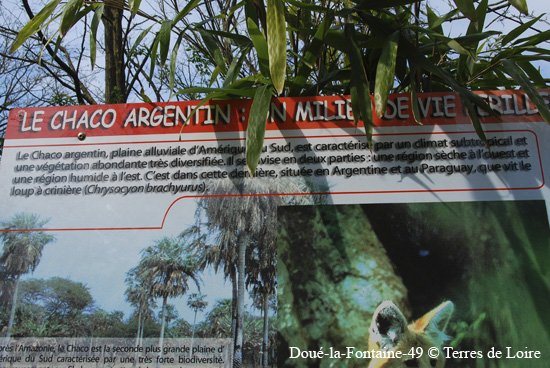 LE CHACO ARGENTIN : UN MILIEU DE VIE
Le Chaco argentin, plaine alluviale d'Amérique du Sud, est caractérisé par un climat subtropical et
une végétation abondante très diversifiée. Il se divise en deux parties : une région sèche à l'ouest et
une région humide à l'est. C'est dans cette dernière, située en Argentine et au Paraguay, que vit le
loup à crinière (Chrysocyon brachyurus).
après l'Amazonie, la Chaco est la seconde plus grande plaine d'
mérique du Sud caractérisée par une très forte biodiversité.
Doué-la-Fontaine-49 © Terres de Loire